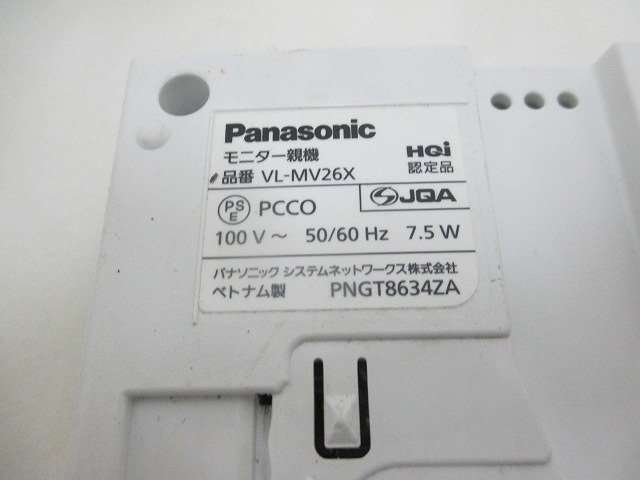 Panasonic
モニター親機
HQi
認定品
品番 VL-MV26X
PS
E
PCCO
JQA
100 V ～ 50/60 Hz 7.5 W
パナソニック システムネットワークス株式会社
ベトナム製 PNGT8634ZA